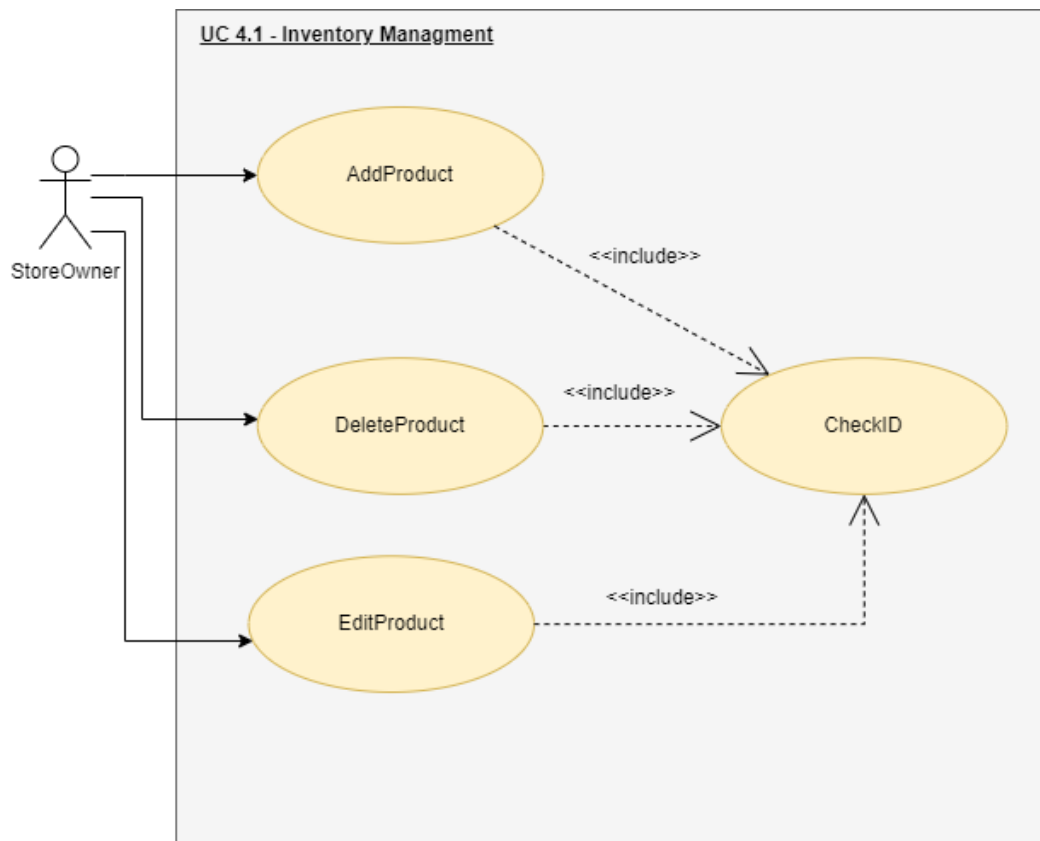 UC 4.1 - Inventory Managment
AddProduct
<<include>>
StoreOwner
<<include>>
DeleteProduct
CheckID
<<include>>
EditProduct